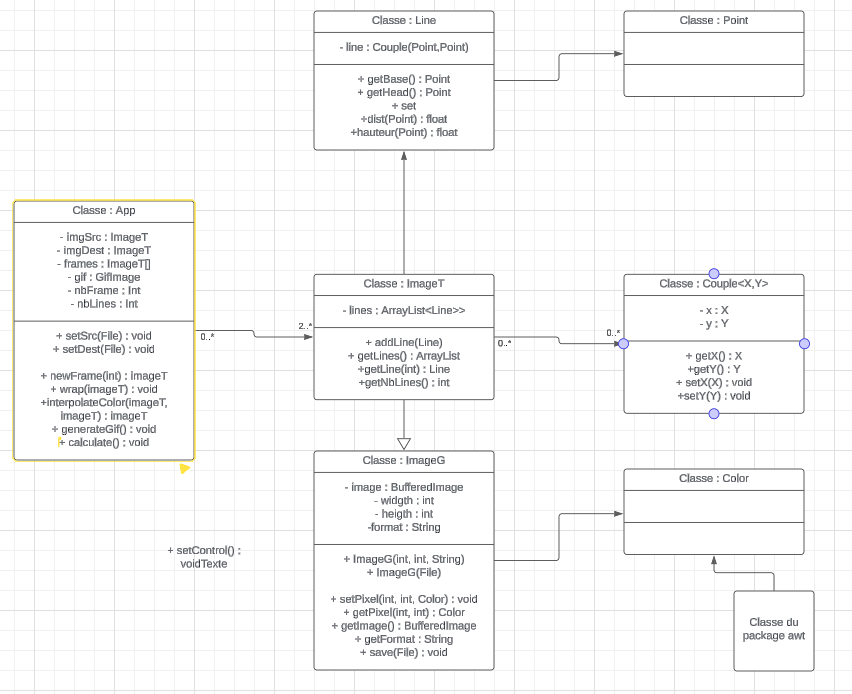 Classe : Line
- line : Couple(Point,Point)
+ getBase() : Point
+ getHead() : Point
+ set
+dist(Point) : float
+hauteur(Point) : float
Classe : Point
Classe : App
- imgSrc : ImageT
- imgDest : ImageT
- frames : ImageT[]
- gif : GifImage
- nbFrame : Int
- nbLines : Int
+ setSrc(File) : void
+ setDest(File) : void
+ newFrame(int) : imageT
+ wrap(imageT) : void
+interpolateColor(imageT,
imageT) : imageT
+ generateGif() : void
+ calculate() : void
0..*
2..*
Classe : ImageT
- lines : ArrayList<Line>>
+ addLine(Line)
+ getLines() : ArrayList
+getLine(int) : Line
+getNbLines() : int
0..*
0..*
Classe : Couple<X,Y>
- x : X
- y : Y
+ getX() : X
+getY() : Y
+ setX(X) : void
+setY(Y) : void
Classe : ImageG
- image : BufferedImage
- widgth : int
- heigth : int
-format : String
+ ImageG(int, int, String)
+ ImageG(File)
+ setPixel(int, int, Color) : void
+ getPixel(int, int) : Color
+ getImage() : BufferedImage
+ getFormat : String
+ save(File) : void
Classe : Color
Classe du
package awt
+ setControl() :
voidTexte